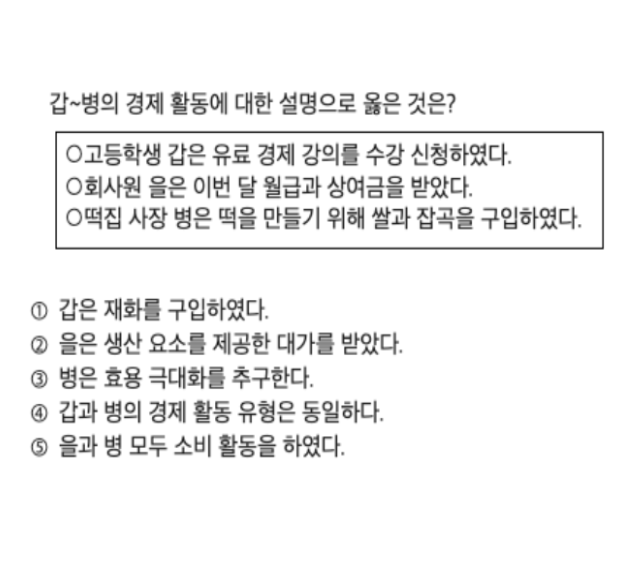 갑~병의 경제 활동에 대한 설명으로 옳은 것은?
○고등학생 갑은 유료 경제 강의를 수강 신청하였다.
○회사원 을은 이번 달 월급과 상여금을 받았다.
○떡집 사장 병은 떡을 만들기 위해 쌀과 잡곡을 구입하였다.
① 갑은 재화를 구입하였다.
② 을은 생산 요소를 제공한 대가를 받았다.
③ 병은 효용 극대화를 추구한다.
④ 갑과 병의 경제 활동 유형은 동일하다.
⑤ 을과 병 모두 소비 활동을 하였다.